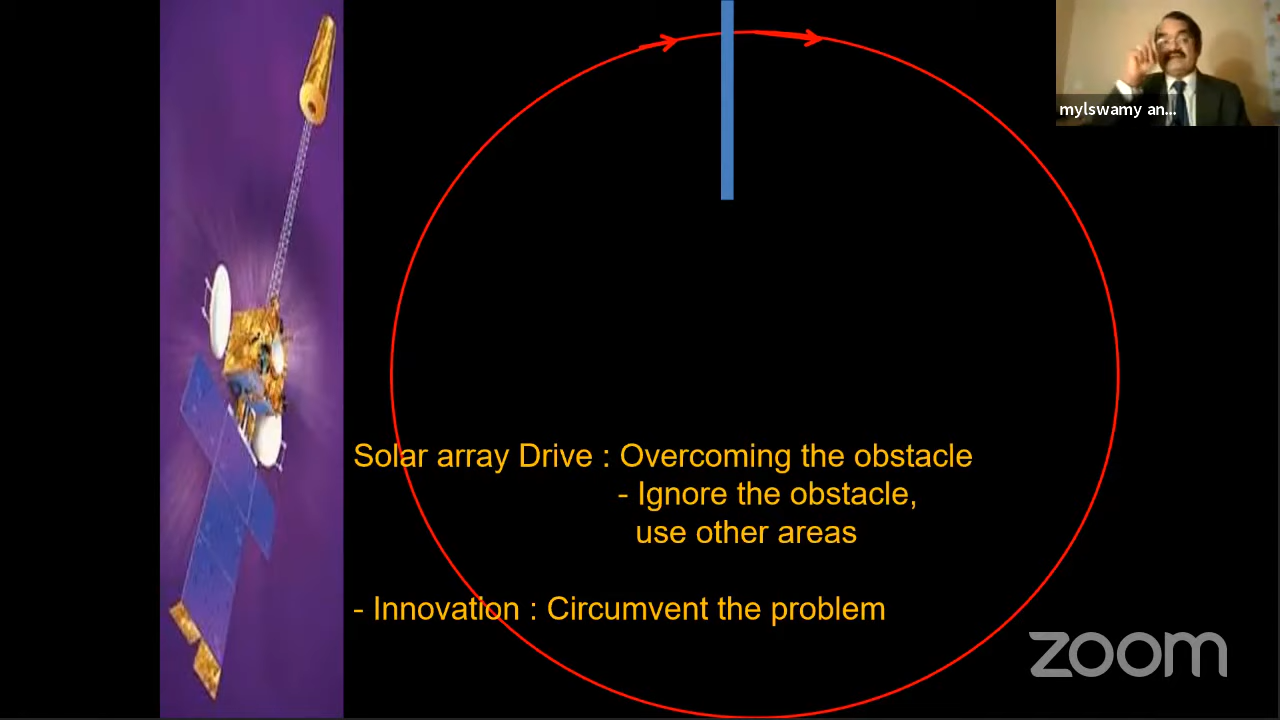 mylswamy an...
Solar array Drive : Overcoming the obstacle
- Ignore the obstacle,
use other areas
- Innovation : Circumvent the problem
zoom